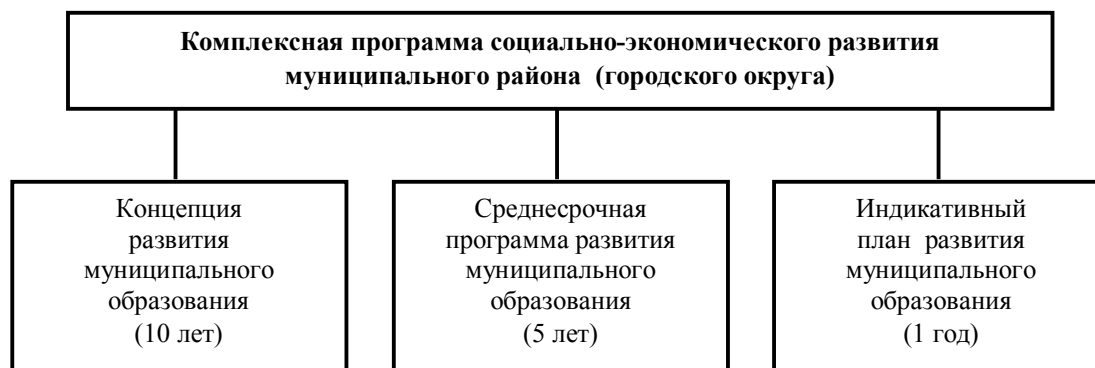 Комплексная программа социально-экономического развития
муниципального района (городского округа)
Концепция
развития
муниципального
образования
(10 лет)
Среднесрочная
программа развития
муниципального
образования
(5 лет)
Индикативный
план развития
муниципального
образования
(1 год)